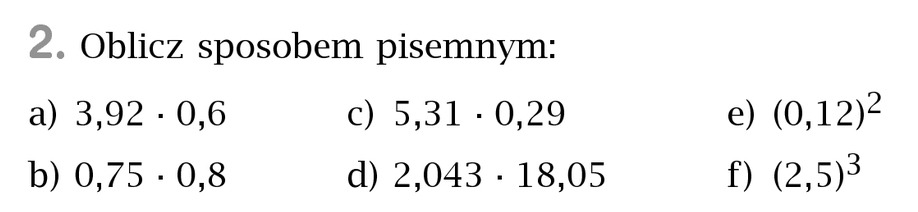 2. Oblicz sposobem pisemnym:
a) 3,92 · 0,6 c) 5,31 · 0,29 e) (0,12)²
b) 0,75 · 0,8 d) 2,043 · 18,05 f) (2,5)³